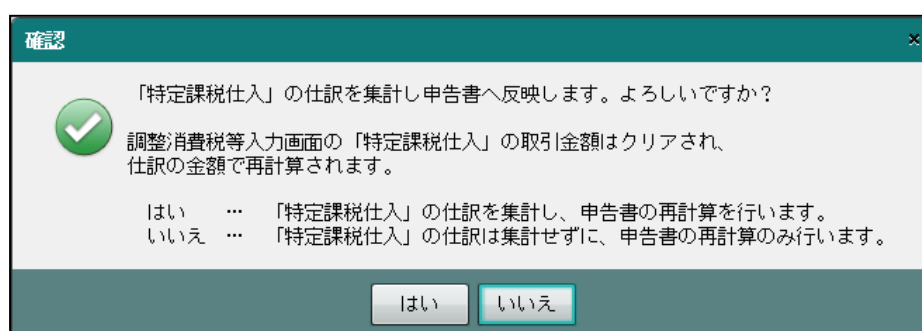 確認
×
「特定課税仕入」の仕訳を集計し申告書へ反映します。よろしいですか？
調整消費税等入力画面の「特定課税仕入」の取引金額はクリアされ、
仕訳の金額で再計算されます。
はい … 「特定課税仕入」の仕訳を集計し、申告書の再計算を行います。
いいえ … 「特定課税仕入」の仕訳は集計せずに、申告書の再計算のみ行います。
はい いいえ